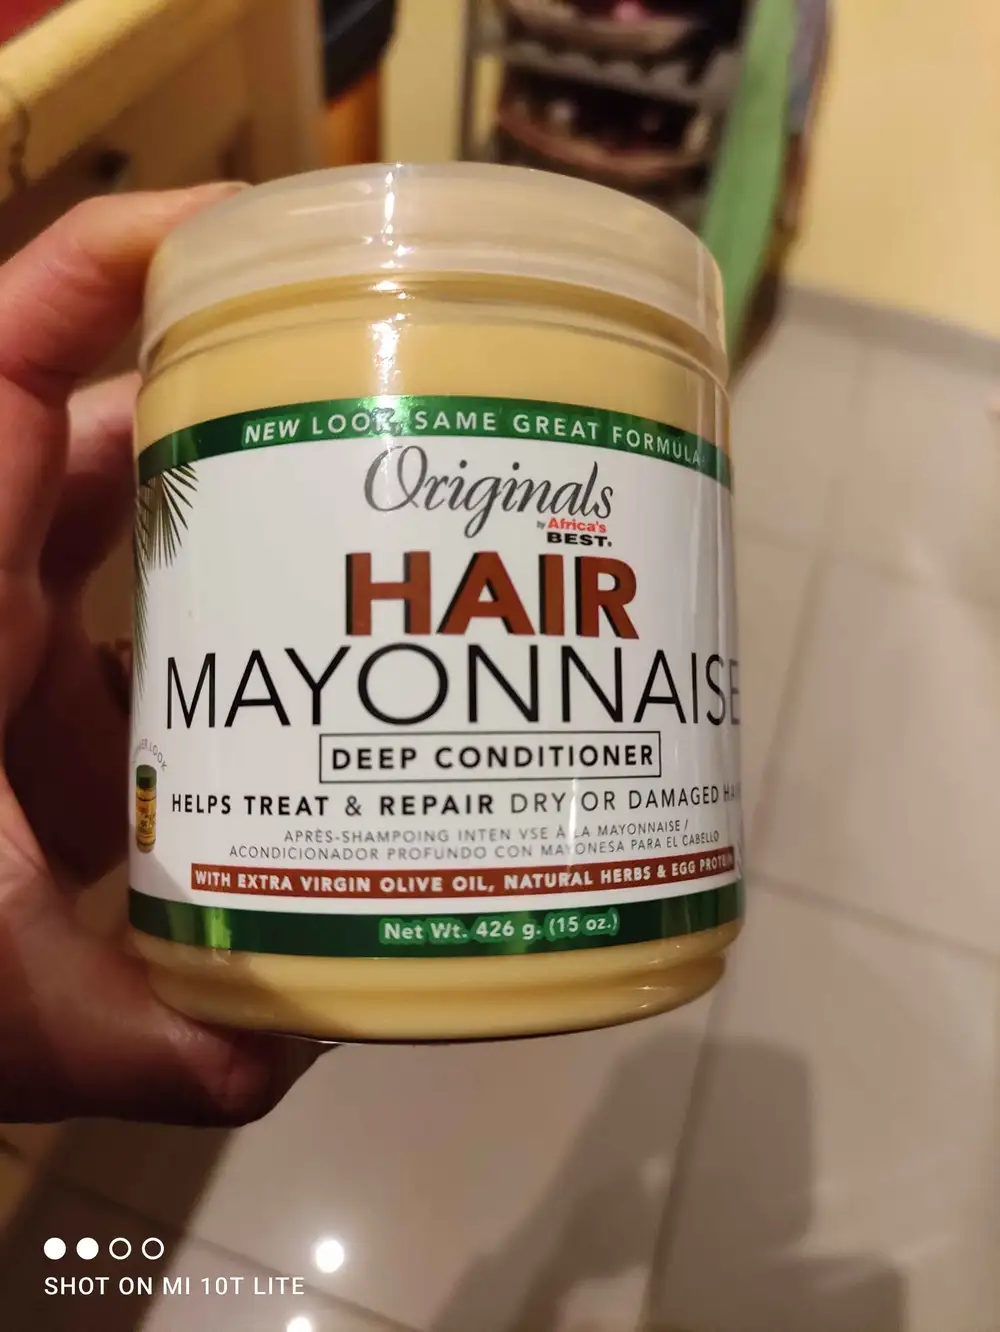 NEW LOOK, SAME GREAT FORMULA
Originals
by Africa's
BEST.
HAIR
MAYONNAISE
DEEP CONDITIONER
HELPS TREAT & REPAIR DRY OR DAMAGED
APRÈS-SHAMPOING INTEN VSE À LA MAYONNAISE /
ACONDICIONADOR PROFUNDO CON MAYONESA PARA EL CABELLO
WITH EXTRA VIRGIN OLIVE OIL, NATURAL HERBS & EGG PROTEIN
Net Wt. 426 g. (15 oz.)
SHOT ON MI 10T LITE